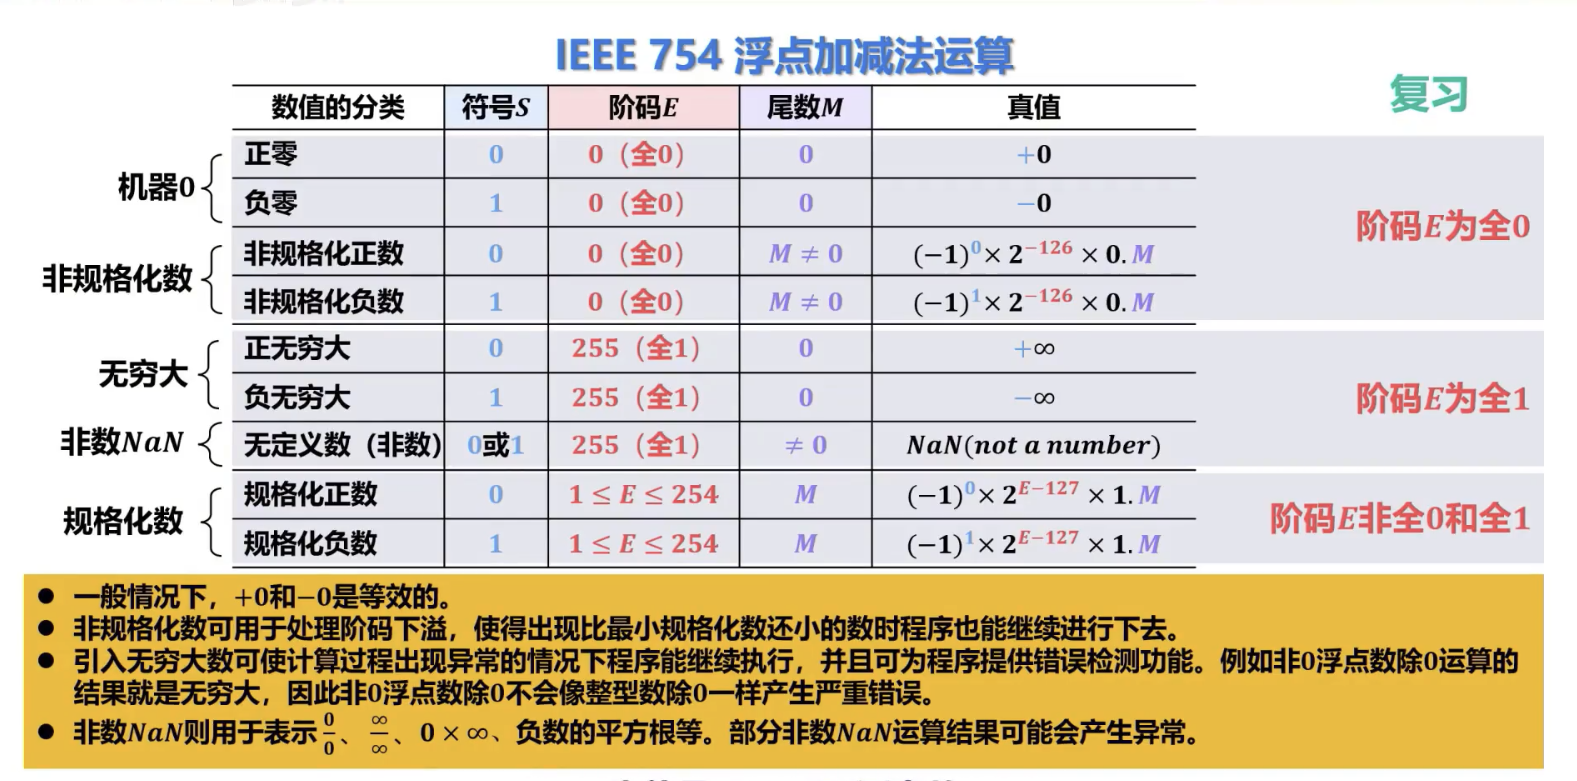 IEEE 754 浮点加减法运算
复习
数值的分类 符号S 阶码E 尾数M 真值
机器0
正零 0 0（全0） 0 +0
负零 1 0（全0） 0 −0
阶码E为全0
非规格化数
非规格化正数 0 0（全0） M ≠ 0 (−1)⁰× 2⁻¹²⁶ × 0. M
非规格化负数 1 0（全0） M ≠ 0 (−1)¹× 2⁻¹²⁶ × 0. M
无穷大
正无穷大 0 255（全1） 0 +∞
负无穷大 1 255（全1） 0 −∞
阶码E为全1
非数NaN
无定义数（非数） 0或1 255（全1） ≠ 0 NaN(not a number)
规格化数
规格化正数 0 1 ≤ E ≤ 254 M (−1)⁰× 2ᴱ⁻¹²⁷ × 1. M
规格化负数 1 1 ≤ E ≤ 254 M (−1)¹× 2ᴱ⁻¹²⁷ × 1. M
阶码E非全0和全1
● 一般情况下，+0和−0是等效的。
● 非规格化数可用于处理阶码下溢，使得出现比最小规格化数还小的数时程序也能继续进行下去。
● 引入无穷大数可使计算过程出现异常的情况下程序能继续执行，并且可为程序提供错误检测功能。例如非0浮点数除0运算的
结果就是无穷大，因此非0浮点数除0不会像整型数除0一样产生严重错误。
● 非数NaN则用于表示0/0、∞/∞、0 × ∞、负数的平方根等。部分非数NaN运算结果可能会产生异常。